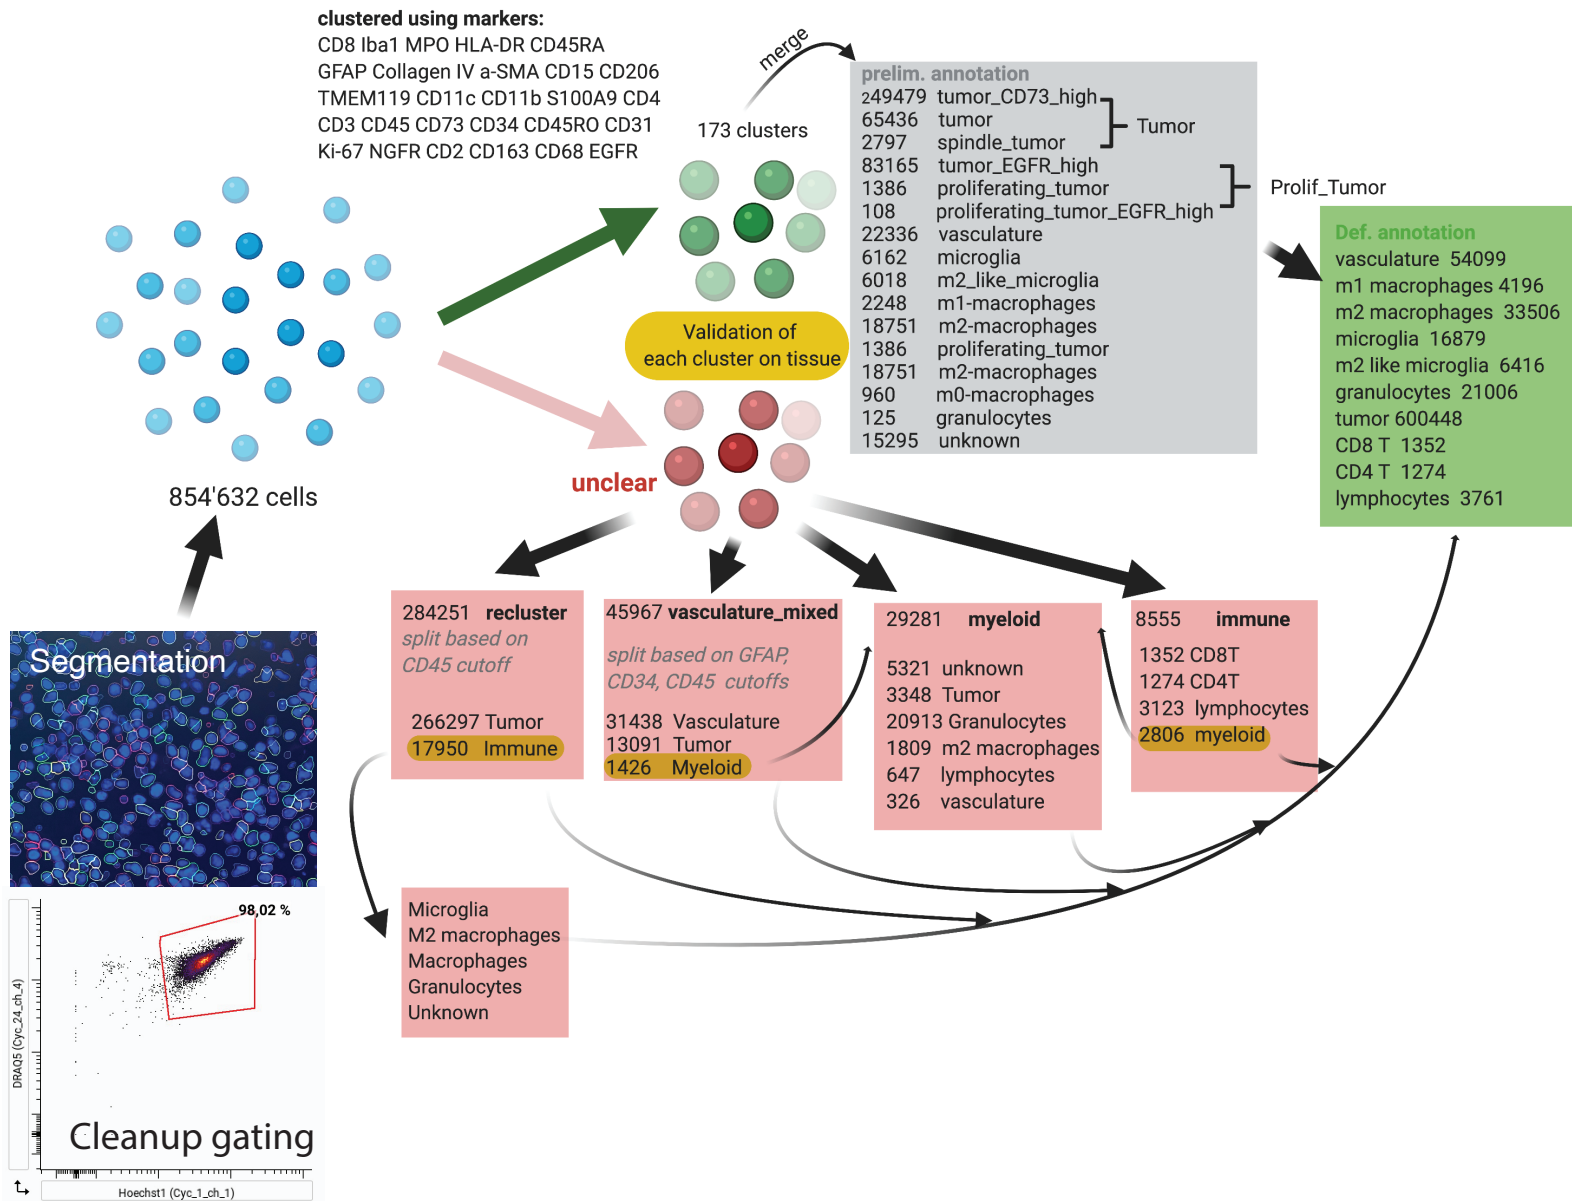 clustered using markers:
CD8 Iba1 MPO HLA-DR CD45RA
GFAP Collagen IV a-SMA CD15 CD206
TMEM119 CD11c CD11b S100A9 CD4
CD3 CD45 CD73 CD34 CD45RO CD31
Ki-67 NGFR CD2 CD163 CD68 EGFR
merge
173 clusters
prelim. annotation
249479 tumor_CD73_high
65436 tumor
2797 spindle_tumor
Tumor
83165 tumor_EGFR_high
1386 proliferating_tumor
108 proliferating_tumor_EGFR_high
Prolif_Tumor
22336 vasculature
6162 microglia
6018 m2_like_microglia
2248 m1-macrophages
18751 m2-macrophages
1386 proliferating_tumor
18751 m2-macrophages
960 m0-macrophages
125 granulocytes
15295 unknown
Def. annotation
vasculature 54099
m1 macrophages 4196
m2 macrophages 33506
microglia 16879
m2 like microglia 6416
granulocytes 21006
tumor 600448
CD8 T 1352
CD4 T 1274
lymphocytes 3761
Validation of
each cluster on tissue
unclear
854'632 cells
284251 recluster
split based on
CD45 cutoff
266297 Tumor
17950 Immune
45967 vasculature_mixed
split based on GFAP,
CD34, CD45 cutoffs
31438 Vasculature
13091 Tumor
1426 Myeloid
29281 myeloid
5321 unknown
3348 Tumor
20913 Granulocytes
1809 m2 macrophages
647 lymphocytes
326 vasculature
8555 immune
1352 CD8T
1274 CD4T
3123 lymphocytes
2806 myeloid
Segmentation
Microglia
M2 macrophages
Macrophages
Granulocytes
Unknown
98,02 %
DRAQ5 (Cyc_24_ch_4)
Cleanup gating
Hoechst1 (Cyc_1_ch_1)